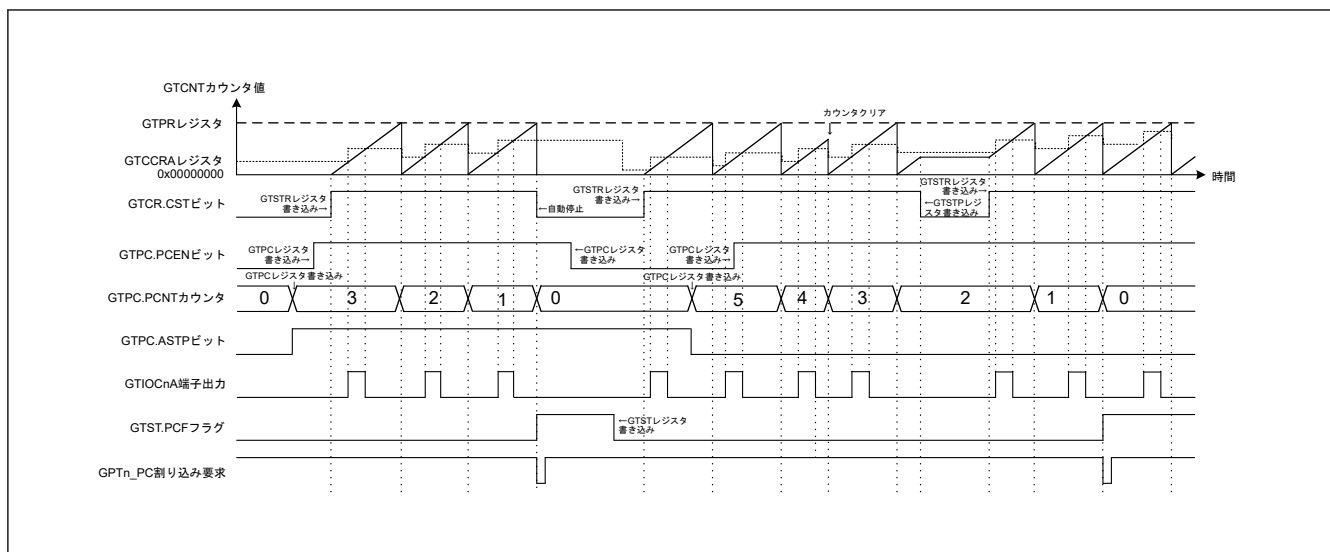 GTCNTカウンタ値
カウンタクリア
GTPRレジスタ
GTCCRAレジスタ
0x00000000
時間
GTCR.CSTビット
GTSTRレジスタ
書き込み→
←自動停止
GTSTRレジスタ
書き込み→
GTSTRレジスタ
書き込み→
←GTSTPレジ
スタ書き込み
GTPC.PCENビット
GTPCレジスタ
書き込み→
←GTPCレジスタ
書き込み
GTPCレジスタ
書き込み→
GTPCレジスタ書き込み
GTPCレジスタ書き込み
GTPC.PCNTカウンタ
0 3 2 1 0 5 4 3 2 1 0
GTPC.ASTPビット
GTIOCnA端子出力
GTST.PCFフラグ
←GTSTレジスタ
書き込み
GPTn_PC割り込み要求